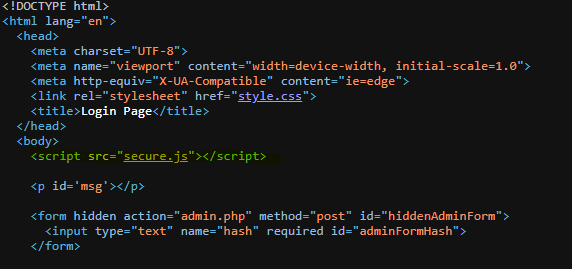 <!DOCTYPE html>
<html lang="en">
  <head>
    <meta charset="UTF-8">
    <meta name="viewport" content="width=device-width, initial-scale=1.0">
    <meta http-equiv="X-UA-Compatible" content="ie=edge">
    <link rel="stylesheet" href="style.css">
    <title>Login Page</title>
  </head>
  <body>
    <script src="secure.js"></script>

    <p id='msg'></p>

    <form hidden action="admin.php" method="post" id="hiddenAdminForm">
      <input type="text" name="hash" required id="adminFormHash">
    </form>